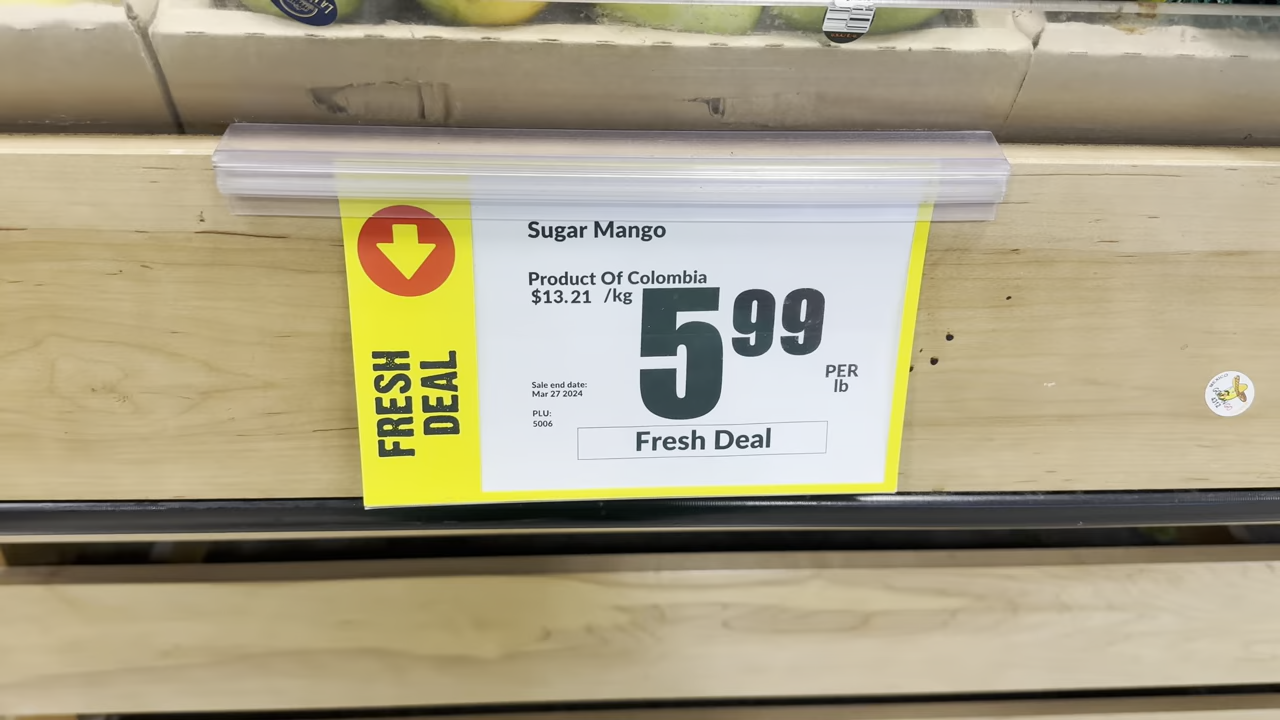 Sugar Mango
Product Of Colombia
$13.21 /kg
5 99
PER
lb
Sale end date:
Mar 27 2024
PLU:
5006
Fresh Deal
FRESH
DEAL